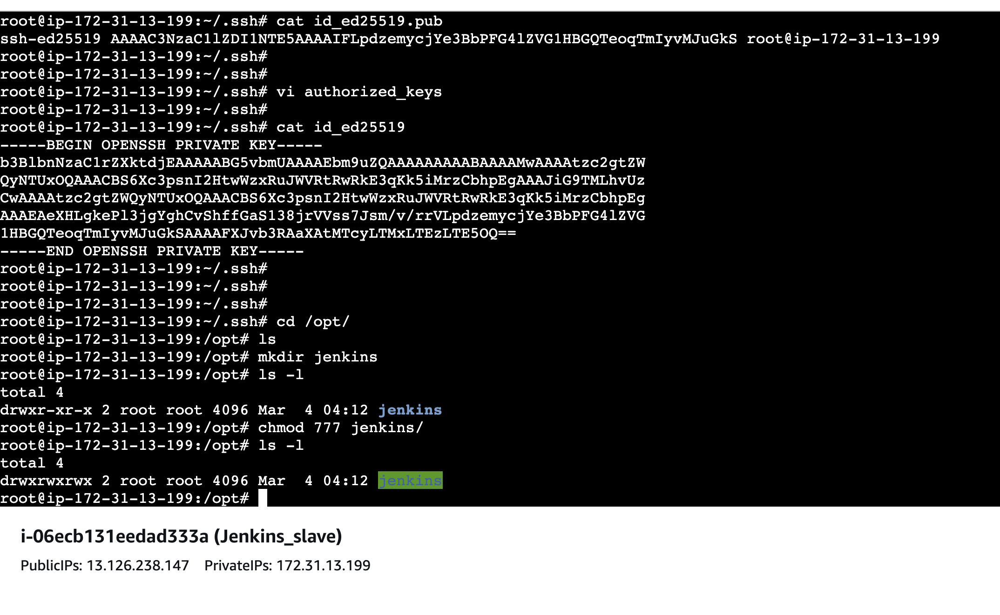 root@ip-172-31-13-199:~/.ssh# cat id_ed25519.pub
ssh-ed25519 AAAAC3NzaC1lZDI1NTE5AAAAIFLpdzemycjYe3BbPFG4lZVG1HBGQTeoqTmIyvMJuGkS root@ip-172-31-13-199
root@ip-172-31-13-199:~/.ssh#
root@ip-172-31-13-199:~/.ssh#
root@ip-172-31-13-199:~/.ssh# vi authorized_keys
root@ip-172-31-13-199:~/.ssh#
root@ip-172-31-13-199:~/.ssh# cat id_ed25519
-----BEGIN OPENSSH PRIVATE KEY-----
b3BlbnNzaC1rZXktdjEAAAAABG5vbmUAAAAEbm9uZQAAAAAAAAABAAAAMwAAAAtzc2gtZW
QyNTUxOQAAACBS6Xc3psnI2HtwWzxRuJWVRtRwRkE3qKk5iMrzCbhpEgAAAJiG9TMLhvUz
CwAAAAtzc2gtZWQyNTUxOQAAACBS6Xc3psnI2HtwWzxRuJWVRtRwRkE3qKk5iMrzCbhpEg
AAAEAeXHLgkePl3jgYghCvShffGaS138jrVVss7Jsm/v/rrVLpdzemycjYe3BbPFG4lZVG
1HBGQTeoqTmIyvMJuGkSAAAAFXJvb3RAaXAtMTcyLTMxLTEzLTE5OQ==
-----END OPENSSH PRIVATE KEY-----
root@ip-172-31-13-199:~/.ssh#
root@ip-172-31-13-199:~/.ssh#
root@ip-172-31-13-199:~/.ssh#
root@ip-172-31-13-199:~/.ssh# cd /opt/
root@ip-172-31-13-199:/opt# ls
root@ip-172-31-13-199:/opt# mkdir jenkins
root@ip-172-31-13-199:/opt# ls -l
total 4
drwxr-xr-x 2 root root 4096 Mar  4 04:12 jenkins
root@ip-172-31-13-199:/opt# chmod 777 jenkins/
root@ip-172-31-13-199:/opt# ls -l
total 4
drwxrwxrwx 2 root root 4096 Mar  4 04:12 jenkins
root@ip-172-31-13-199:/opt#
i-06ecb131eedad333a (Jenkins_slave)
PublicIPs: 13.126.238.147 PrivateIPs: 172.31.13.199